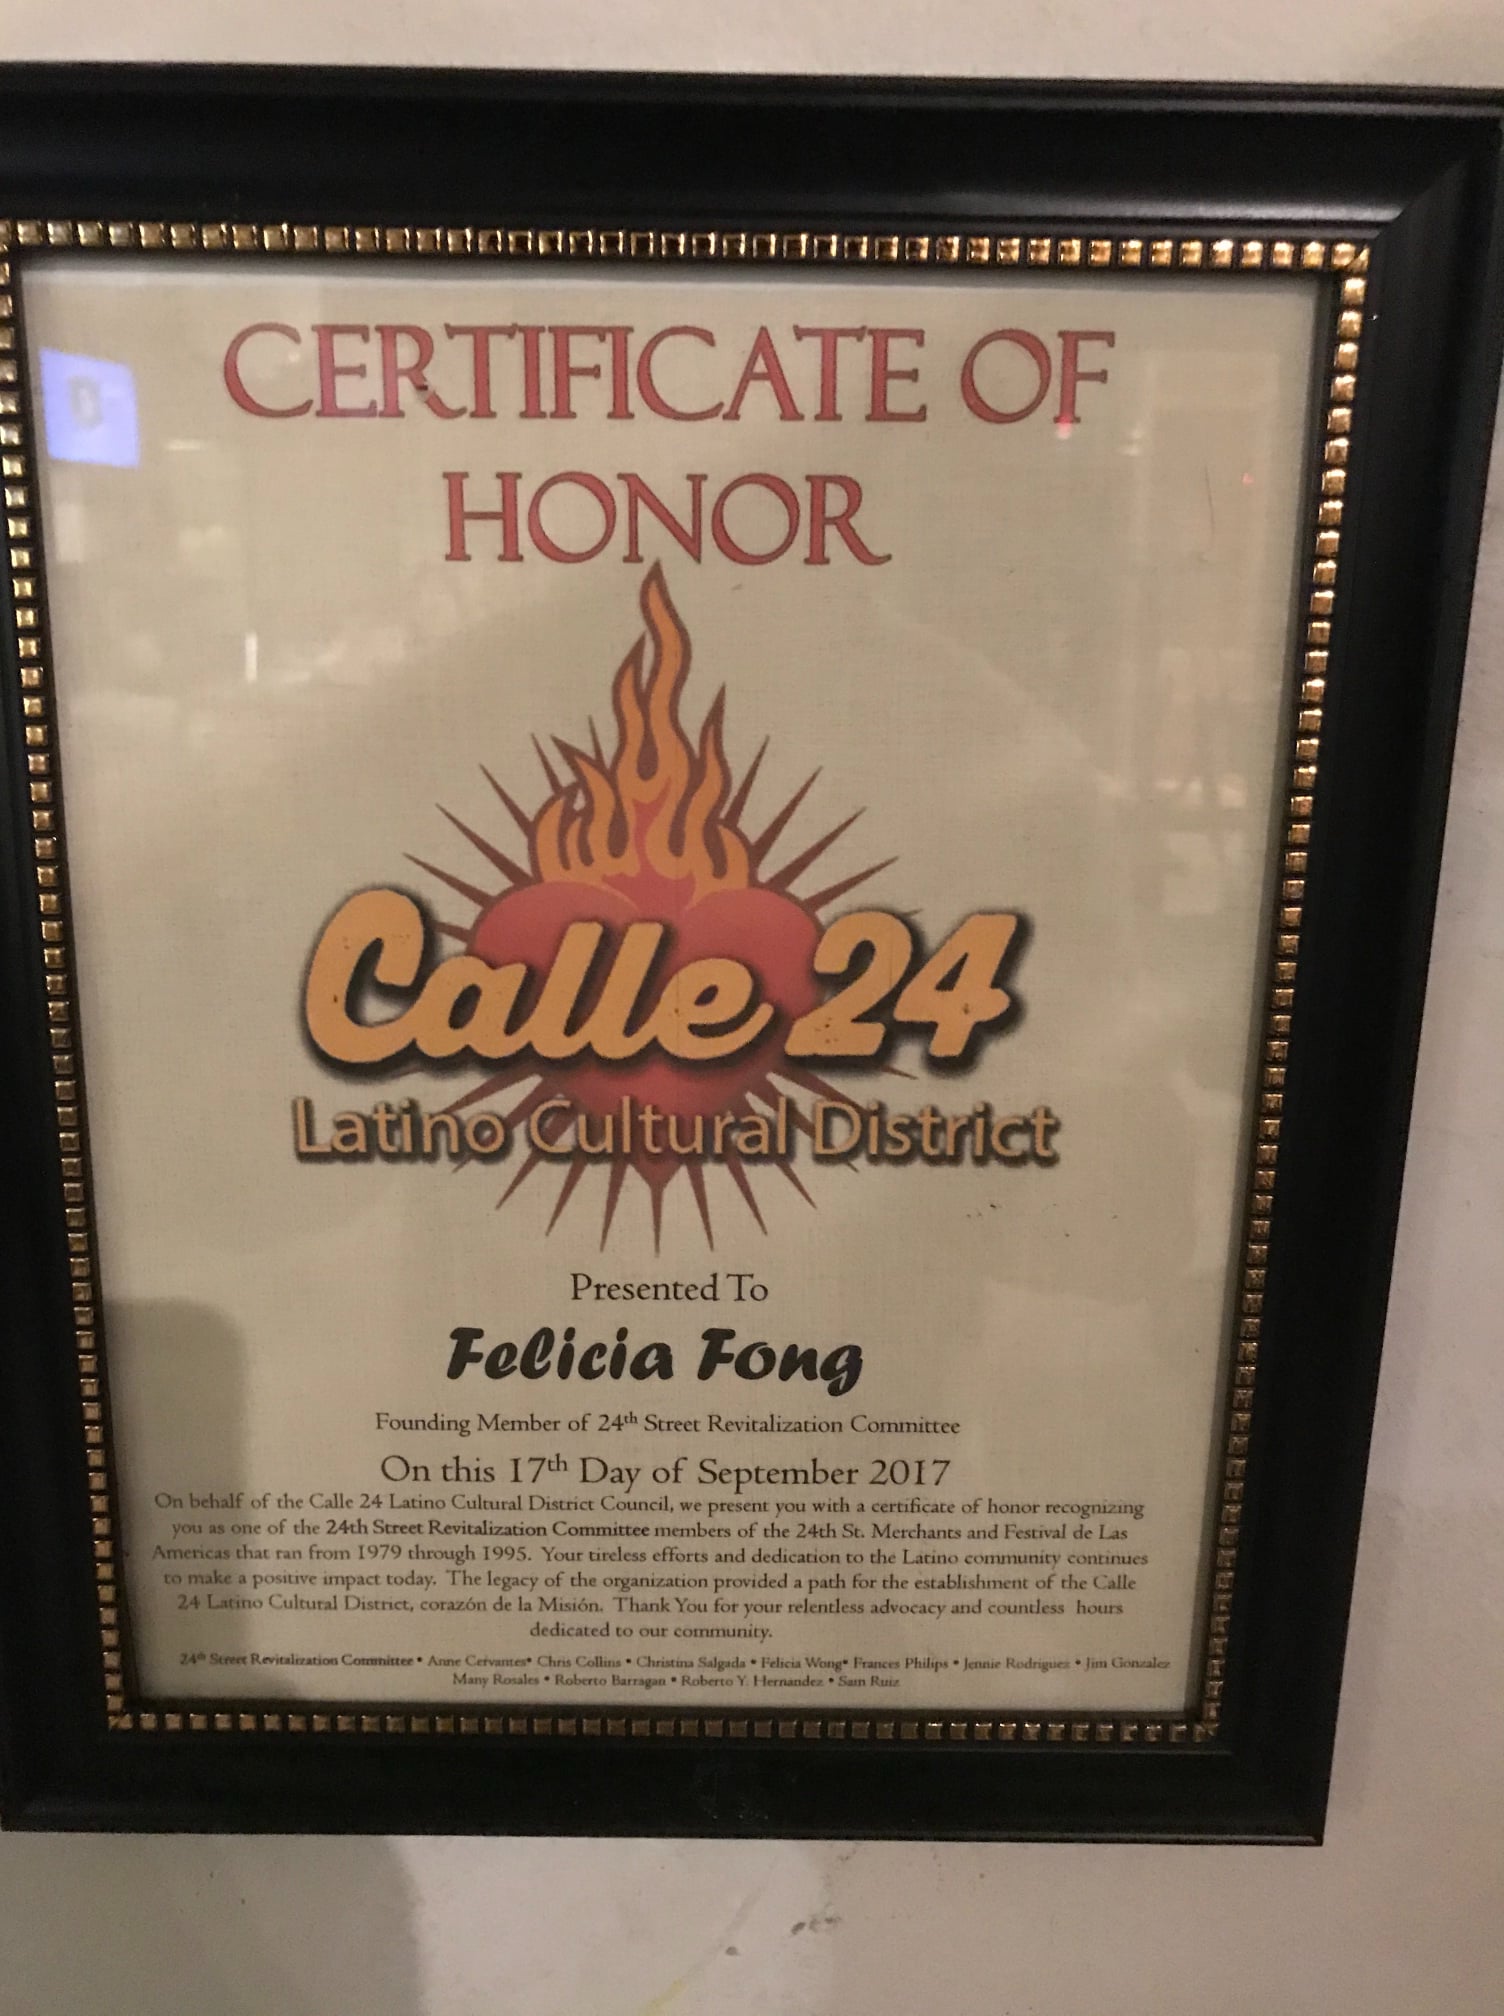 CERTIFICATE OF
HONOR
Calle 24
Latino Cultural District
Presented To
Felicia Fong
Founding Member of 24th Street Revitalization Committee
On this 17th Day of September 2017
On behalf of the Calle 24 Latino Cultural District Council, we present you with a certificate of honor recognizing
you as one of the 24th Street Revitalization Committee members of the 24th St. Merchants and Festival de Las
Americas that ran from 1979 through 1995. Your tireless efforts and dedication to the Latino community continues
to make a positive impact today. The legacy of the organization provided a path for the establishment of the Calle
24 Latino Cultural District, corazón de la Misión. Thank You for your relentless advocacy and countless hours
dedicated to our community.
24th Street Revitalization Committee • Anne Cervantes• Chris Collins • Christina Salgada • Felicia Wong• Frances Philips • Jennie Rodriguez • Jim Gonzalez
Many Rosales • Roberto Barragan • Roberto Y. Hernandez • Sam Ruiz